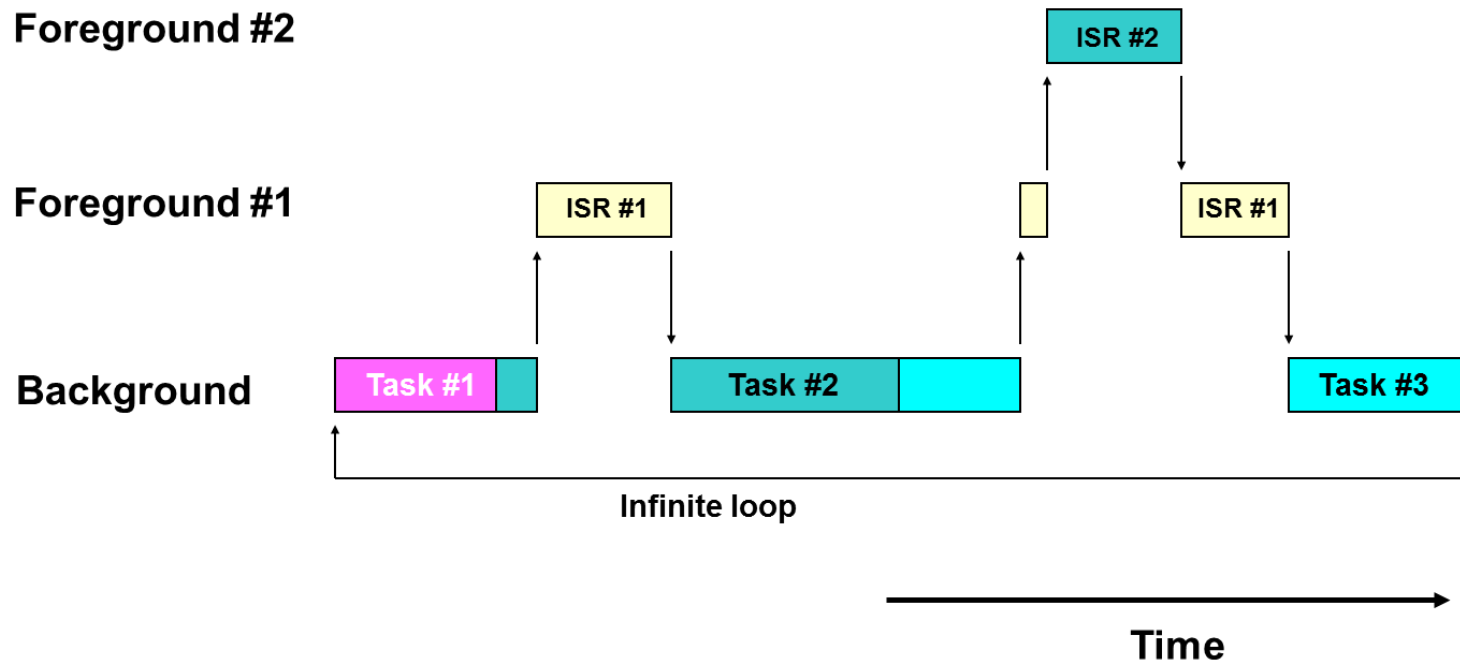 Foreground #2
ISR #2
Foreground #1
ISR #1
ISR #1
Background
Task #1
Task #2
Task #3
Infinite loop
Time